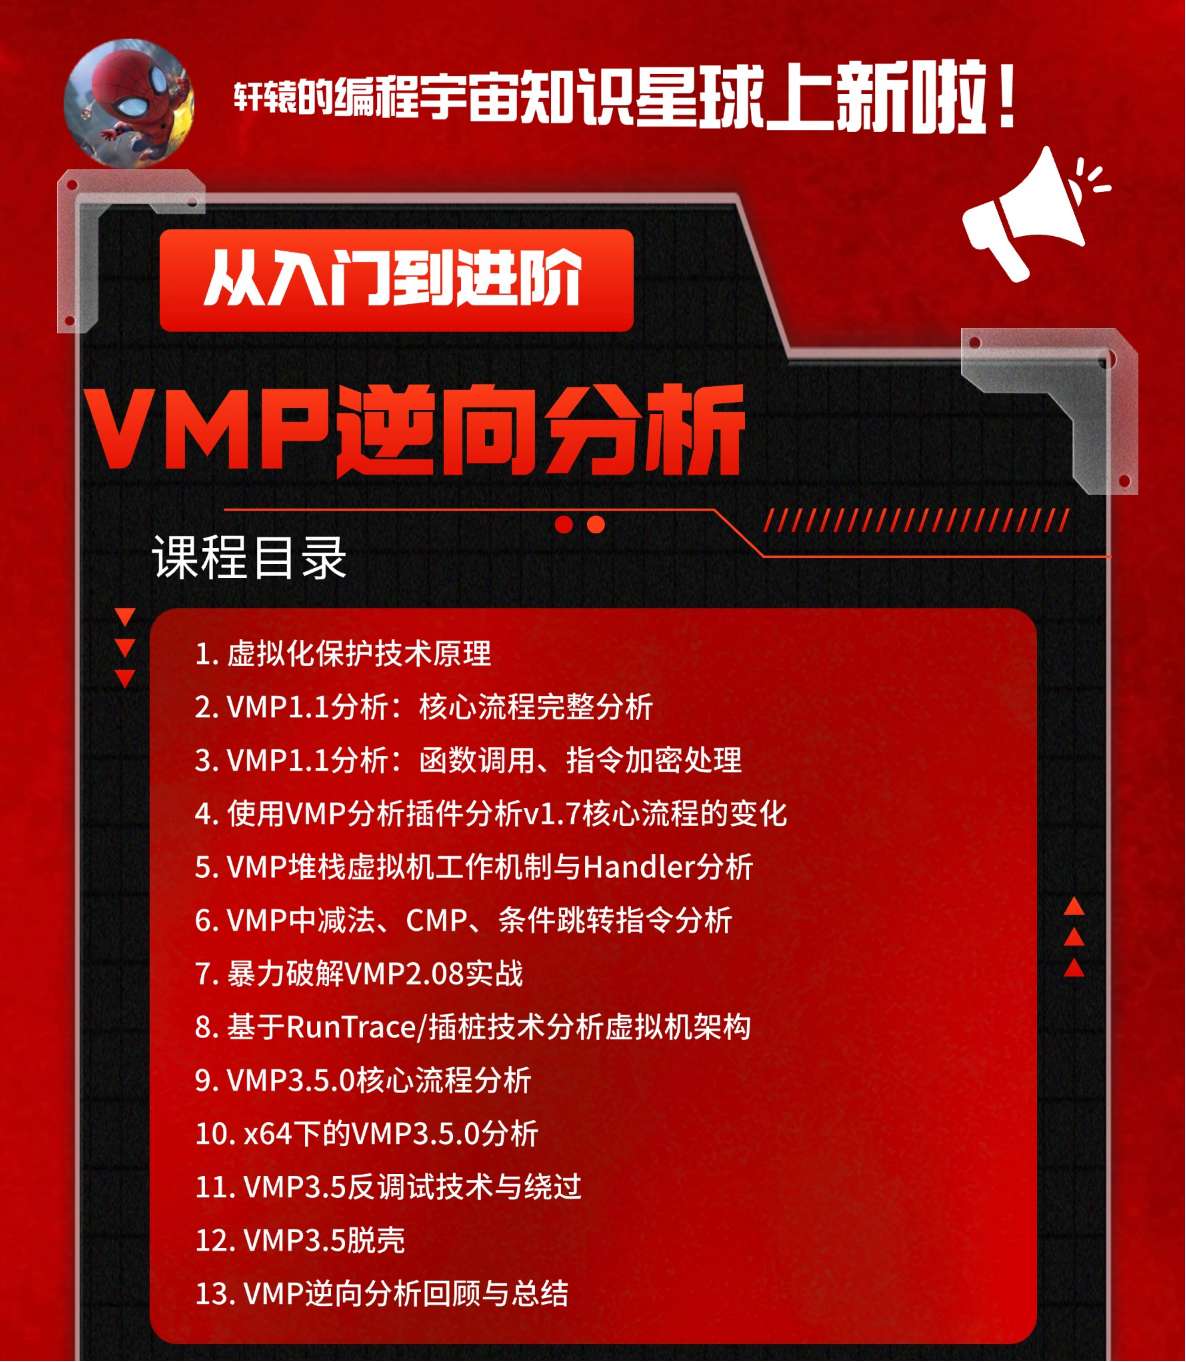 轩辕的编程宇宙知识星球上新啦！
从入门到进阶
VMP逆向分析
课程目录
1. 虚拟化保护技术原理
2. VMP1.1分析：核心流程完整分析
3. VMP1.1分析：函数调用、指令加密处理
4. 使用VMP分析插件分析v1.7核心流程的变化
5. VMP堆栈虚拟机工作机制与Handler分析
6. VMP中减法、CMP、条件跳转指令分析
7. 暴力破解VMP2.08实战
8. 基于RunTrace/插桩技术分析虚拟机架构
9. VMP3.5.0核心流程分析
10. x64下的VMP3.5.0分析
11. VMP3.5反调试技术与绕过
12. VMP3.5脱壳
13. VMP逆向分析回顾与总结